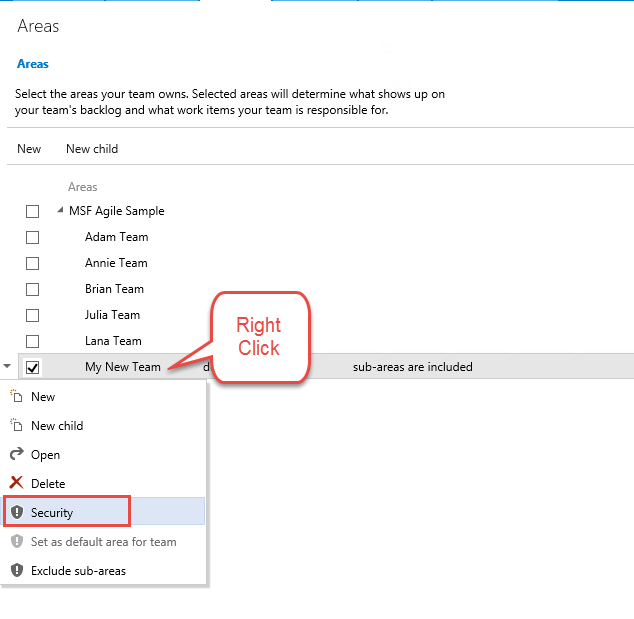 Areas
Areas
Select the areas your team owns. Selected areas will determine what shows up on
your team's backlog and what work items your team is responsible for.
New New child
Areas
MSF Agile Sample
Adam Team
Annie Team
Brian Team
Julia Team
Lana Team
My New Team sub-areas are included
Right
Click
New
New child
Open
Delete
Security
Set as default area for team
Exclude sub-areas